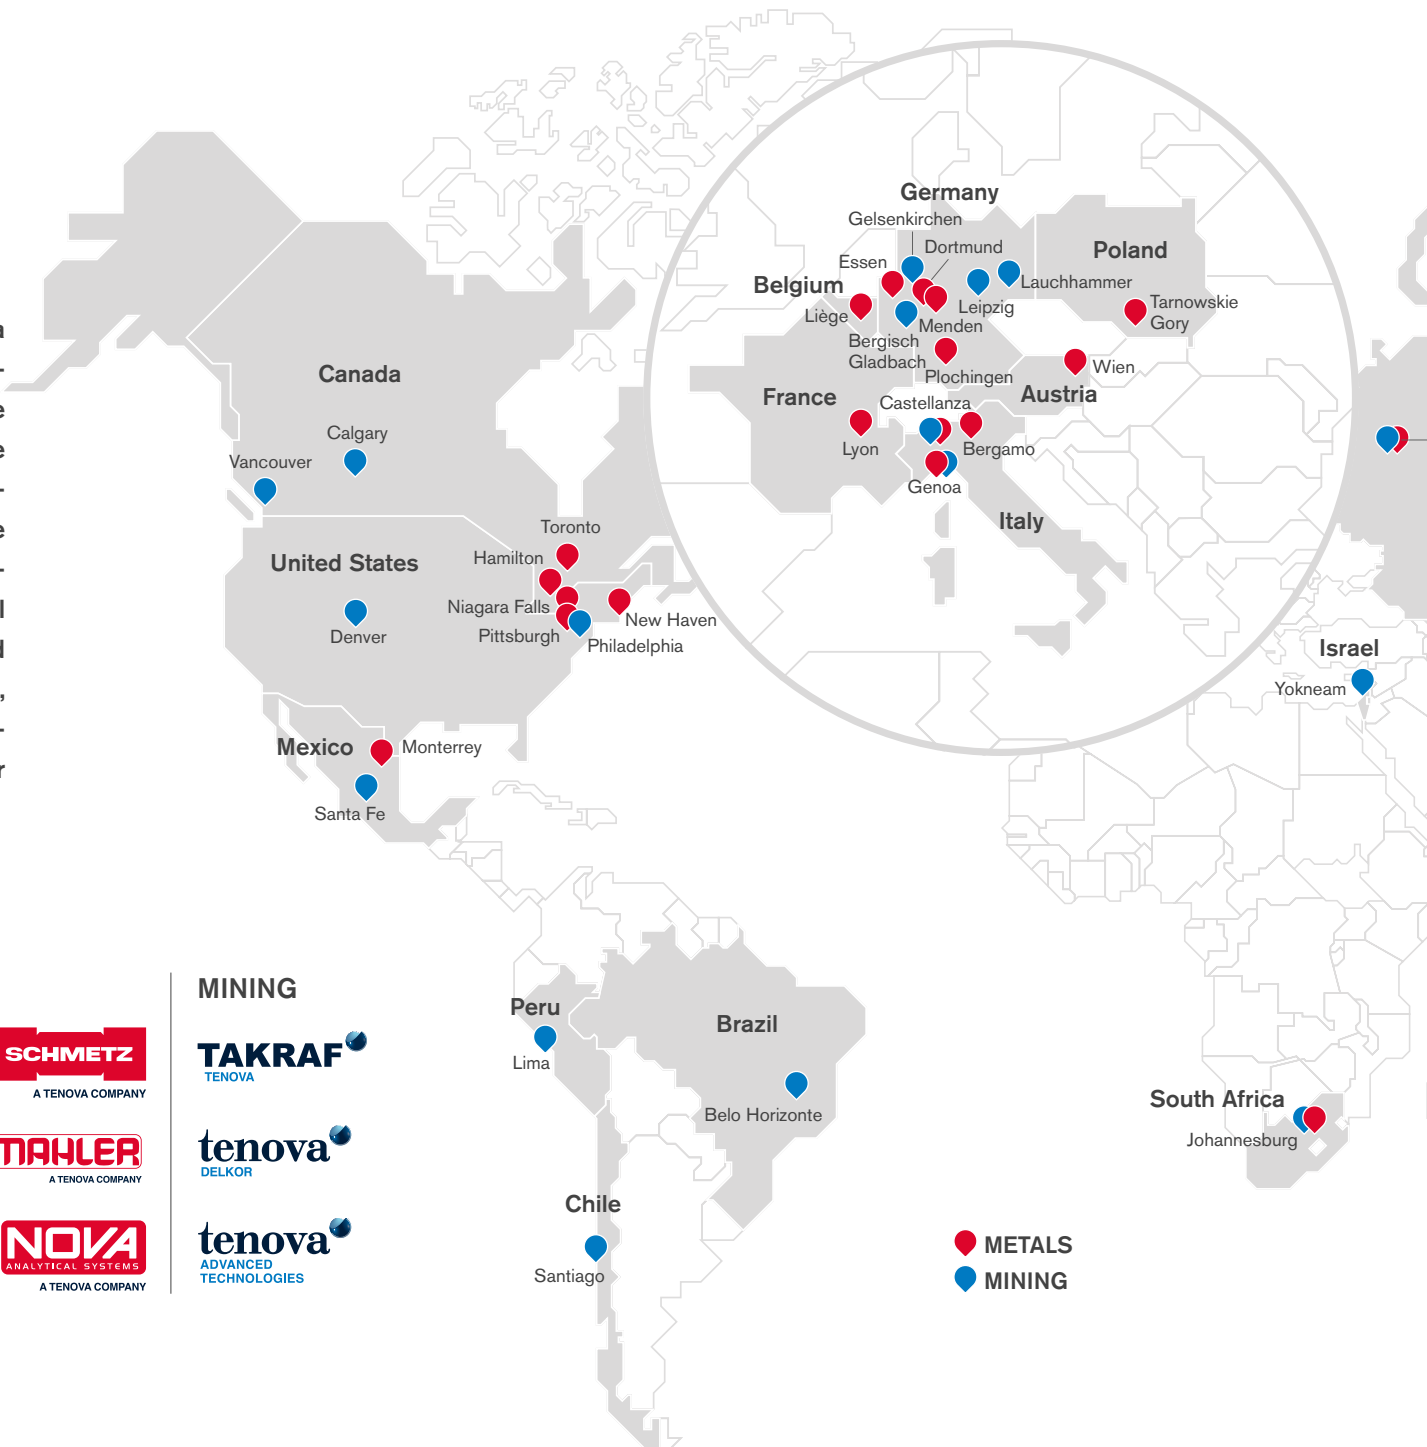 a
-
e
e
-
e
-
l
d
,
-
r
Germany
Gelsenkirchen
Dortmund
Essen
Poland
Belgium
Lauchhammer
Leipzig
Tarnowskie
Gory
Liège
Menden
Bergisch
Gladbach
Plochingen
Wien
Austria
France
Castellanza
Lyon
Bergamo
Genoa
Italy
Canada
Calgary
Vancouver
Toronto
Hamilton
United States
Niagara Falls
New Haven
Pittsburgh
Philadelphia
Denver
Israel
Yokneam
Mexico
Monterrey
Santa Fe
Peru
Lima
Brazil
Belo Horizonte
South Africa
Johannesburg
Chile
Santiago
METALS
MINING
SCHMETZ
A TENOVA COMPANY
MAHLER
A TENOVA COMPANY
NOVA
ANALYTICAL SYSTEMS
A TENOVA COMPANY
MINING
TAKRAF
TENOVA
tenova
DELKOR
tenova
ADVANCED
TECHNOLOGIES